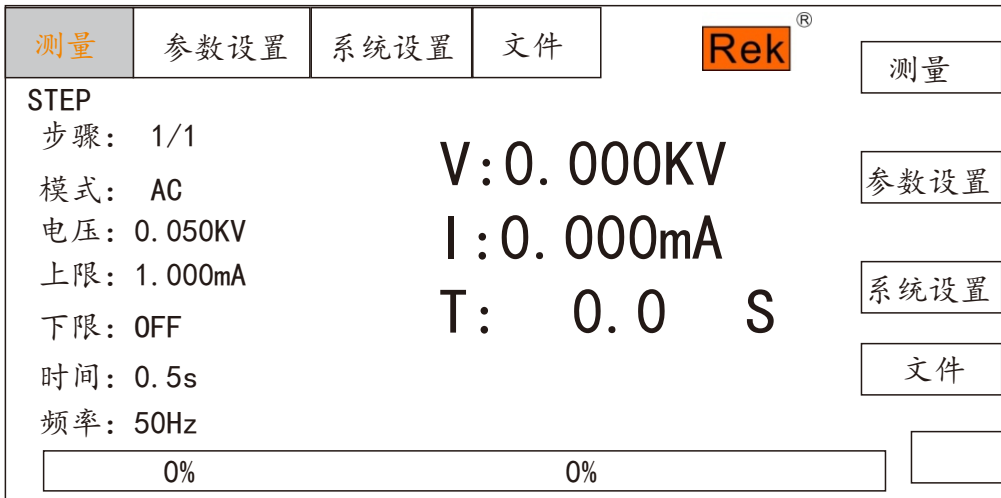 测量 参数设置 系统设置 文件 Rek®
测量
STEP
步骤： 1/1
模式： AC
电压：0.050KV
上限：1.000mA
下限：OFF
时间：0.5s
频率：50Hz
V:0.000KV
I:0.000mA
T: 0.0 S
参数设置
系统设置
文件
0% 0%